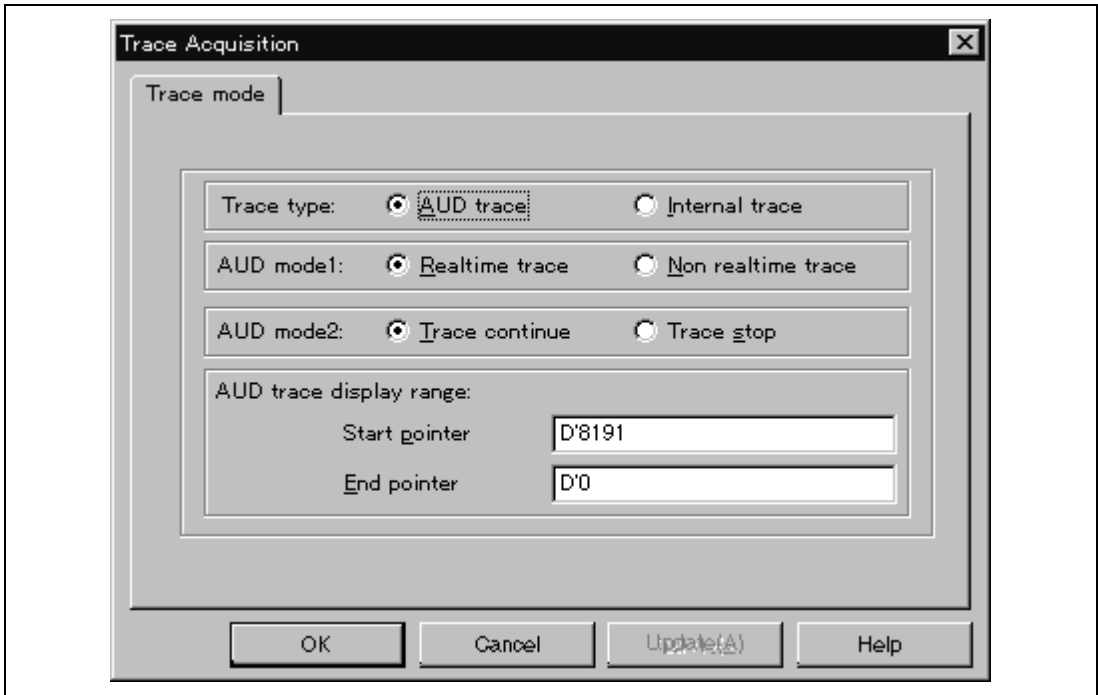 Trace Acquisition
Trace mode
Trace type: AUD trace Internal trace
AUD mode1: Realtime trace Non realtime trace
AUD mode2: Trace continue Trace stop
AUD trace display range:
Start pointer D'8191
End pointer D'0
OK Cancel Update(A) Help